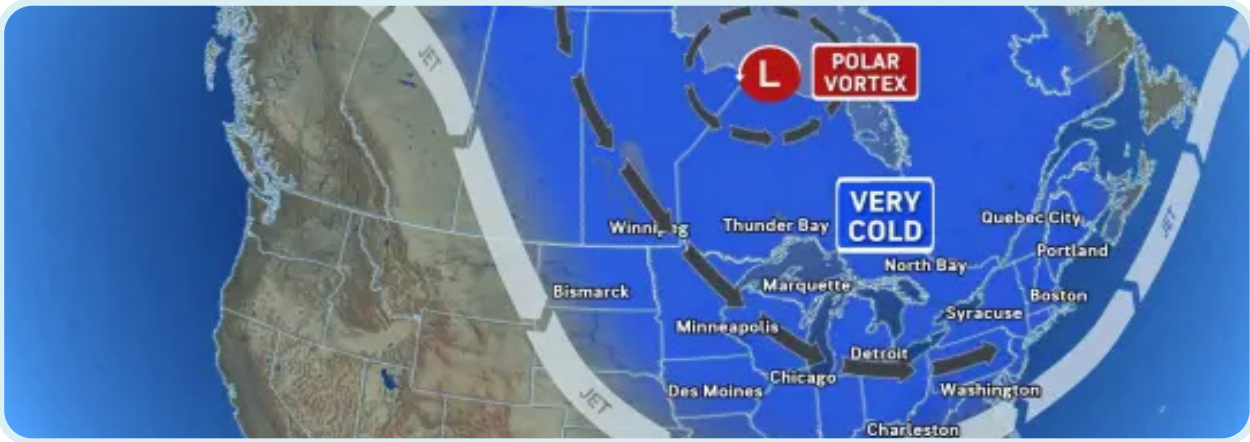 JET
L
POLAR
VORTEX
VERY
COLD
Winnipeg
Thunder Bay
Quebec City
JET
Portland
North Bay
Bismarck
Marquette
Boston
Syracuse
Minneapolis
Detroit
Chicago
Des Moines
Washington
JET
Charleston